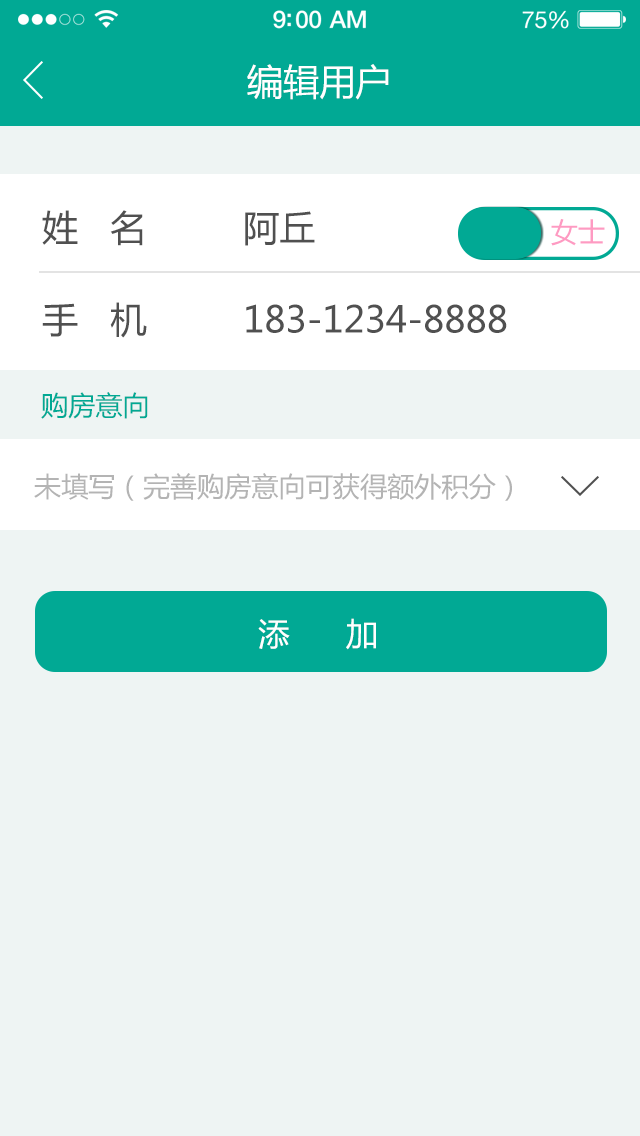 9:00 AM 75%
编辑用户
姓 名 阿丘 女士
手 机 183-1234-8888
购房意向
未填写（完善购房意向可获得额外积分）
添 加